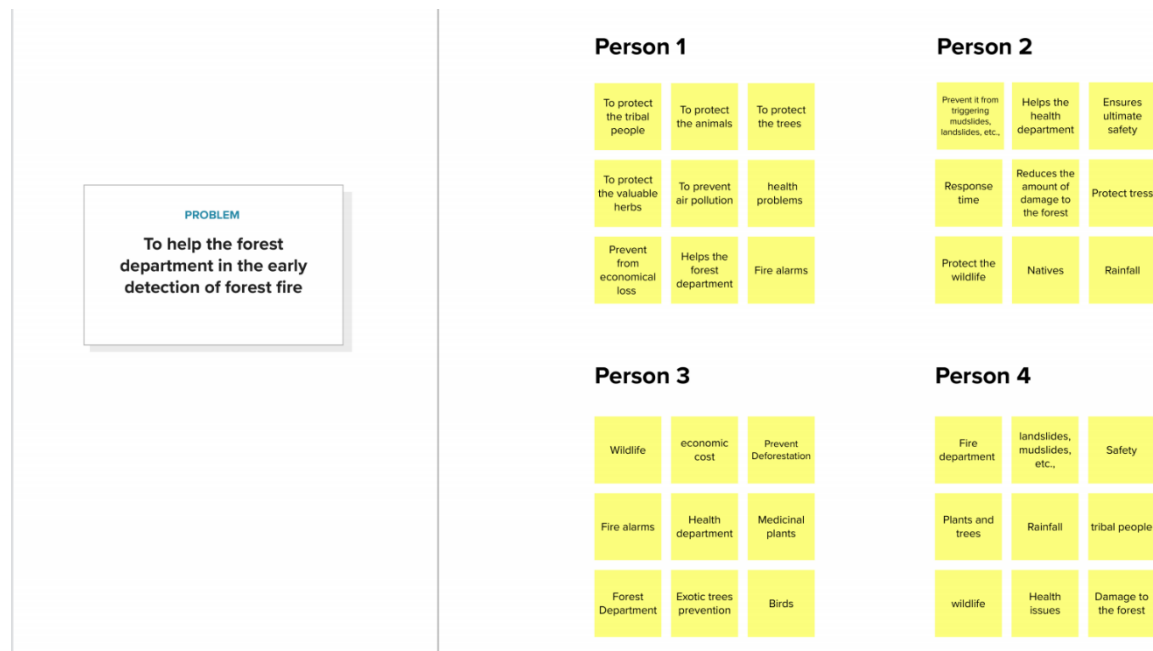 PROBLEM
To help the forest
department in the early
detection of forest fire
Person 1
To protect
the tribal
people
To protect
the animals
To protect
the trees
To protect
the valuable
herbs
To prevent
air pollution
health
problems
Prevent
from
economical
loss
Helps the
forest
department
Fire alarms
Person 2
Prevent it from
triggering
mudslides,
landslides, etc.,
Helps the
health
department
Ensures
ultimate
safety
Response
time
Reduces the
amount of
damage to
the forest
Protect tress
Protect the
wildlife
Natives
Rainfall
Person 3
Wildlife
economic
cost
Prevent
Deforestation
Fire alarms
Health
department
Medicinal
plants
Forest
Department
Exotic trees
prevention
Birds
Person 4
Fire
department
landslides,
mudslides,
etc.,
Safety
Plants and
trees
Rainfall
tribal people
wildlife
Health
issues
Damage to
the forest